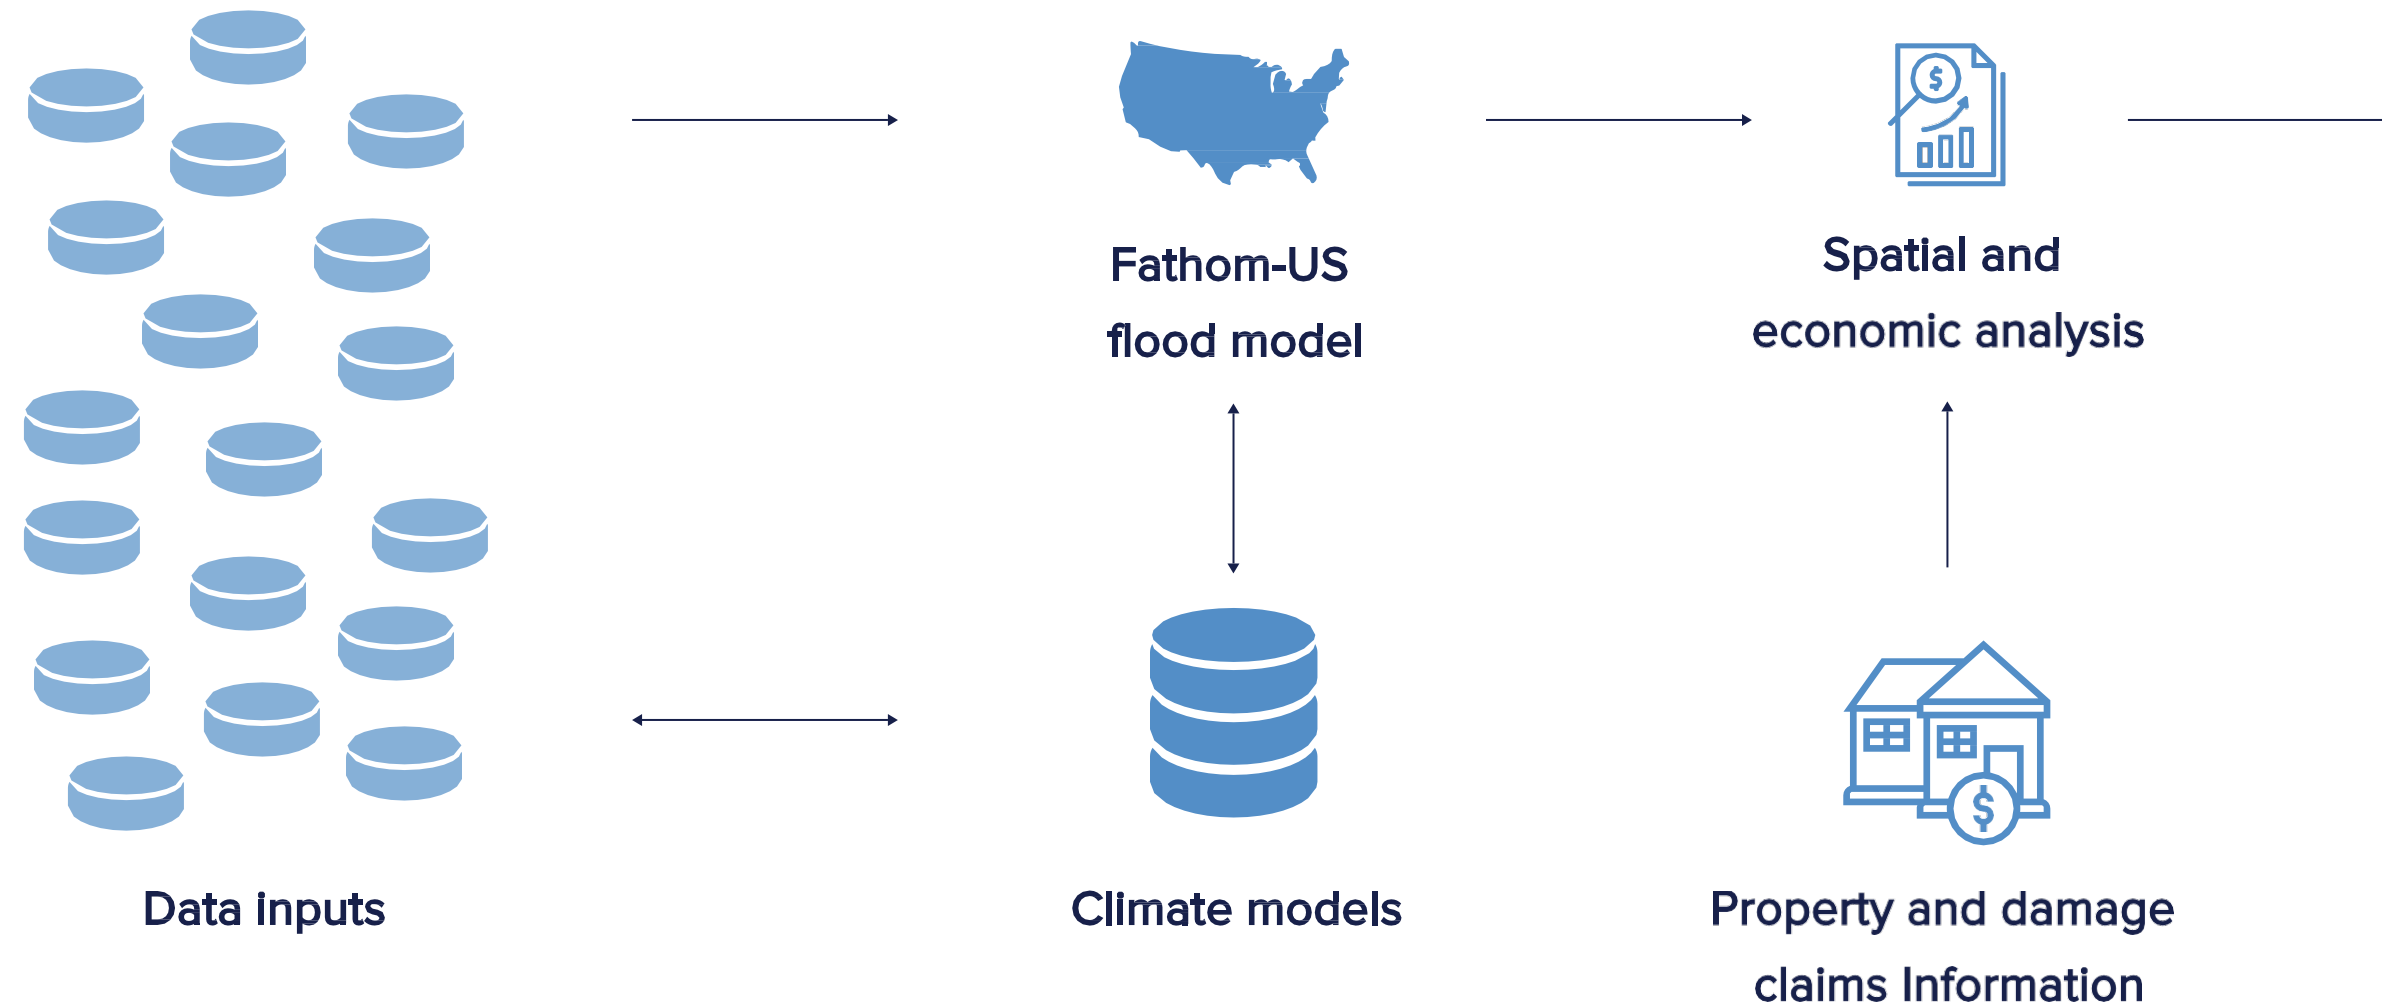 Fathom-US
flood model
Spatial and
economic analysis
$
Data inputs
Climate models
$
Property and damage
claims Information